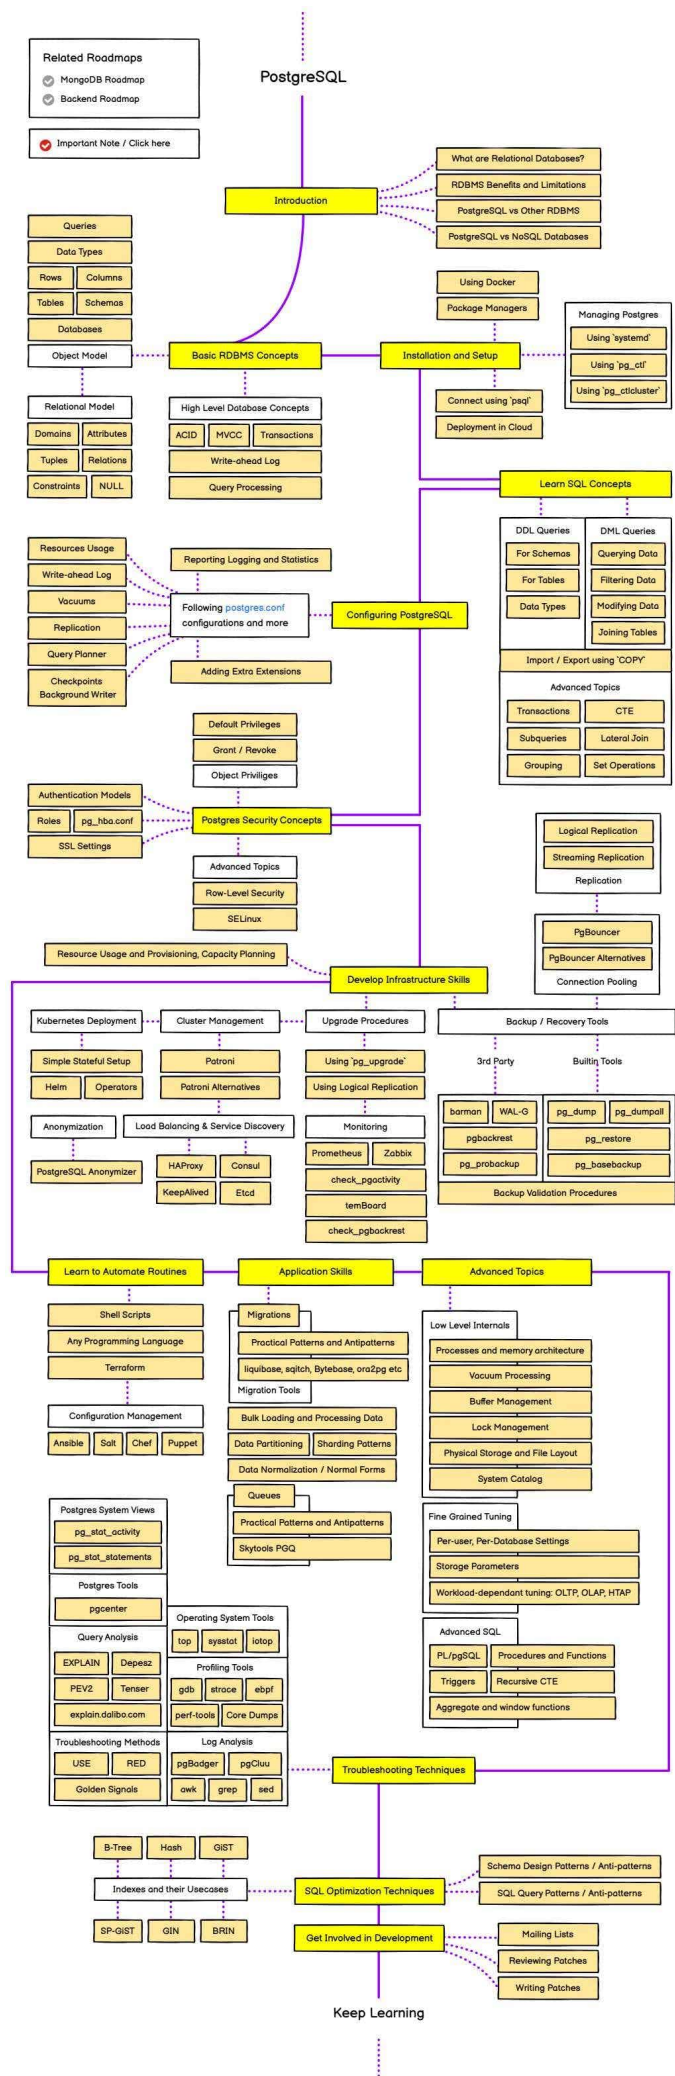 Related Roadmaps
MongoDB Roadmap
Backend Roadmap
Important Note / Click here
PostgreSQL
Introduction
What are Relational Databases?
RDBMS Benefits and Limitations
PostgreSQL vs Other RDBMS
PostgreSQL vs NoSQL Databases
Queries
Data Types
Rows
Columns
Tables
Schemas
Databases
Object Model
Basic RDBMS Concepts
Relational Model
Domains
Attributes
Tuples
Relations
Constraints
NULL
High Level Database Concepts
ACID
MVCC
Transactions
Write-ahead Log
Query Processing
Using Docker
Package Managers
Installation and Setup
Connect using `psql`
Deployment in Cloud
Managing Postgres
Using `systemd`
Using `pg_ctl`
Using `pg_ctlcluster`
Learn SQL Concepts
DDL Queries
For Schemas
For Tables
Data Types
DML Queries
Querying Data
Filtering Data
Modifying Data
Joining Tables
Import / Export using `COPY`
Advanced Topics
Transactions
CTE
Subqueries
Lateral Join
Grouping
Set Operations
Configuring PostgreSQL
Resources Usage
Write-ahead Log
Vacuums
Replication
Query Planner
Checkpoints
Background Writer
Reporting Logging and Statistics
Following postgres.conf
configurations and more
Adding Extra Extensions
Default Privileges
Grant / Revoke
Object Priviliges
Authentication Models
Roles
pg_hba.conf
SSL Settings
Postgres Security Concepts
Advanced Topics
Row-Level Security
SELinux
Logical Replication
Streaming Replication
Replication
PgBouncer
PgBouncer Alternatives
Connection Pooling
Resource Usage and Provisioning, Capacity Planning
Develop Infrastructure Skills
Kubernetes Deployment
Cluster Management
Upgrade Procedures
Backup / Recovery Tools
Simple Stateful Setup
Helm
Operators
Patroni
Patroni Alternatives
Using `pg_upgrade`
Using Logical Replication
3rd Party
Builtin Tools
Anonymization
PostgreSQL Anonymizer
Load Balancing & Service Discovery
HAProxy
Consul
KeepAlived
Etcd
Monitoring
Prometheus
Zabbix
check_pgactivity
temBoard
check_pgbackrest
barman
WAL-G
pgbackrest
pg_probackup
pg_dump
pg_dumpall
pg_restore
pg_basebackup
Backup Validation Procedures
Learn to Automate Routines
Application Skills
Advanced Topics
Shell Scripts
Any Programming Language
Terraform
Configuration Management
Ansible
Salt
Chef
Puppet
Migrations
Practical Patterns and Antipatterns
liquibase, sqitch, Bytebase, ora2pg etc
Migration Tools
Bulk Loading and Processing Data
Data Partitioning
Sharding Patterns
Data Normalization / Normal Forms
Queues
Practical Patterns and Antipatterns
Skytools PGQ
Low Level Internals
Processes and memory architecture
Vacuum Processing
Buffer Management
Lock Management
Physical Storage and File Layout
System Catalog
Fine Grained Tuning
Per-user, Per-Database Settings
Storage Parameters
Workload-dependant tuning: OLTP, OLAP, HTAP
Advanced SQL
PL/pgSQL
Procedures and Functions
Triggers
Recursive CTE
Aggregate and window functions
Postgres System Views
pg_stat_activity
pg_stat_statements
Postgres Tools
pgcenter
Query Analysis
EXPLAIN
Depesz
PEV2
Tenser
explain.dalibo.com
Troubleshooting Methods
USE
RED
Golden Signals
Operating System Tools
top
sysstat
iotop
Profiling Tools
gdb
strace
ebpf
perf-tools
Core Dumps
Log Analysis
pgBadger
pgCluu
awk
grep
sed
Troubleshooting Techniques
B-Tree
Hash
GiST
Indexes and their Usecases
SP-GiST
GIN
BRIN
SQL Optimization Techniques
Schema Design Patterns / Anti-patterns
SQL Query Patterns / Anti-patterns
Get Involved in Development
Mailing Lists
Reviewing Patches
Writing Patches
Keep Learning